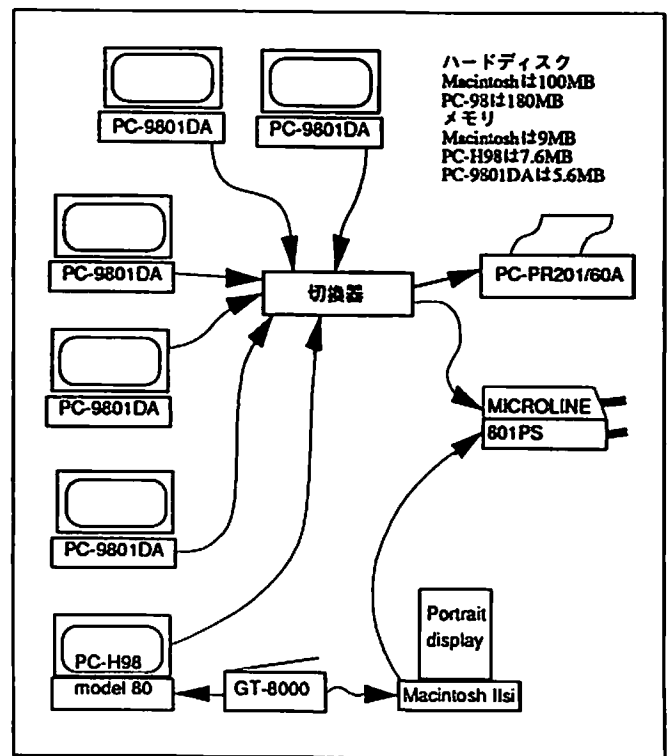 PC-9801DA
PC-9801DA
ハードディスク
Macintoshは100MB
PC-98は180MB
メモリ
Macintoshは9MB
PC-H98は7.6MB
PC-9801DAは5.6MB
PC-9801DA
切換器
PC-PR201/60A
PC-9801DA
MICROLINE
801PS
PC-9801DA
PC-H98
model 80
GT-8000
Portrait
display
Macintosh IIsi